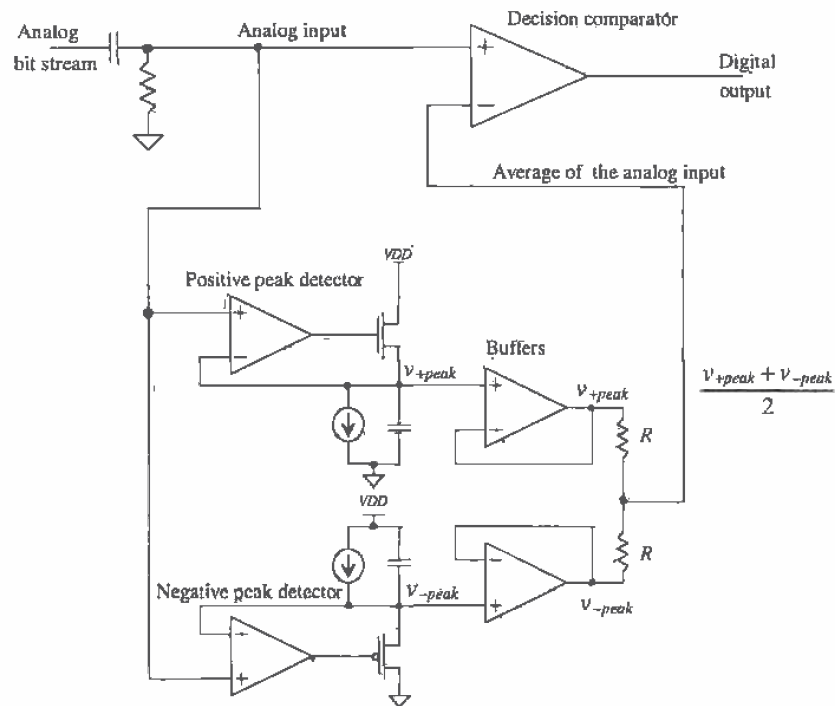 Decision comparator
Analog
bit stream
Analog input
+
−
Digital
output
Average of the analog input
VDD
Positive peak detector
+
−
Buffers
v+peak
+
−
v+peak
R
v+peak + v−peak
2
VDD
R
Negative peak detector
v−peak
−
+
v−peak
−
+